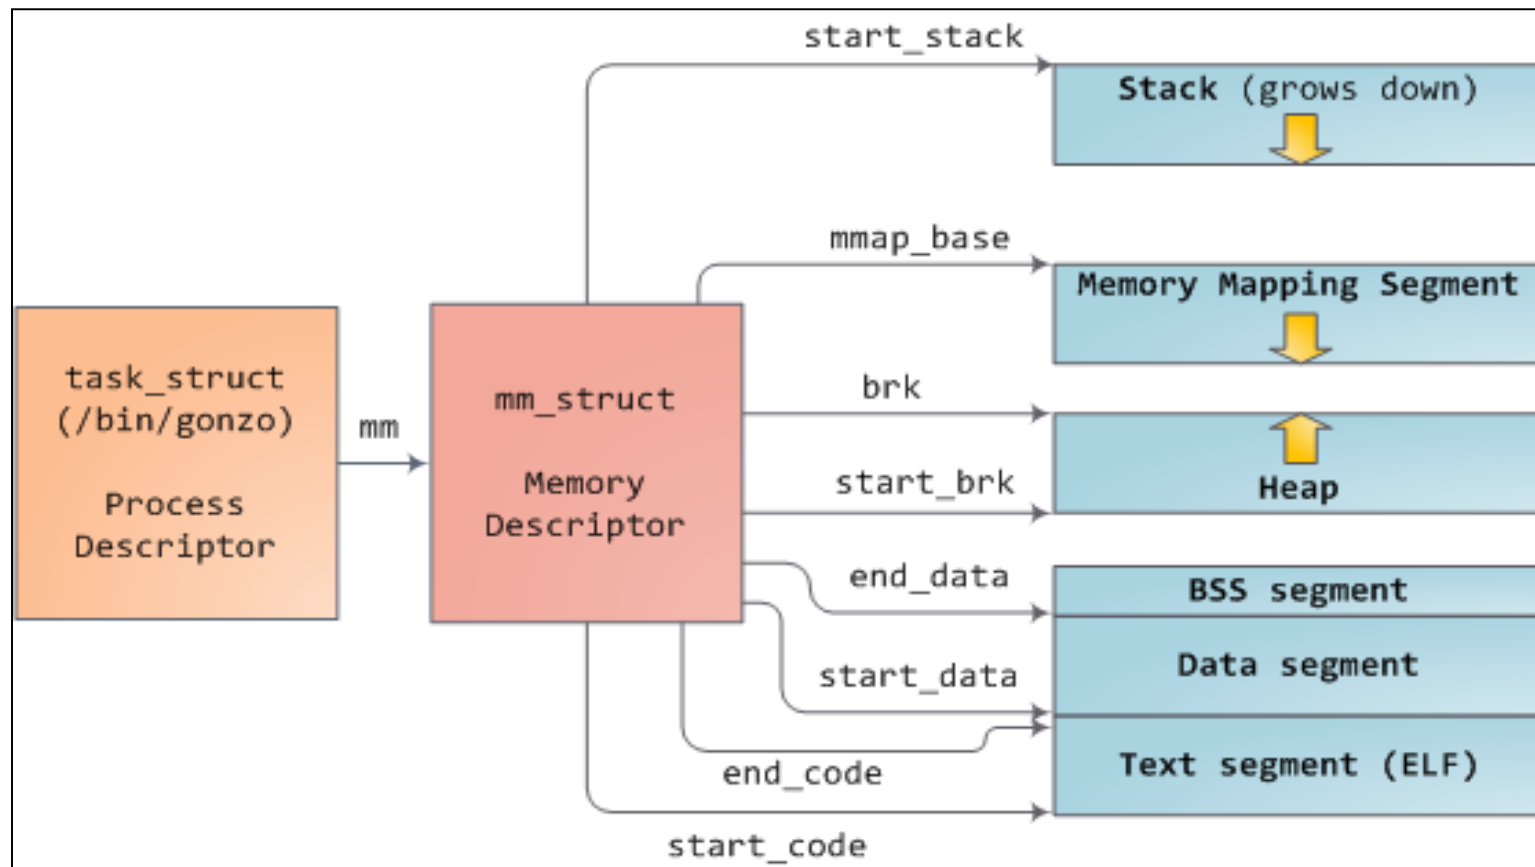 start_stack
Stack (grows down)
mmap_base
Memory Mapping Segment
task_struct
(/bin/gonzo)
Process
Descriptor
mm
mm_struct
Memory
Descriptor
brk
start_brk
Heap
end_data
BSS segment
Data segment
start_data
end_code
Text segment (ELF)
start_code